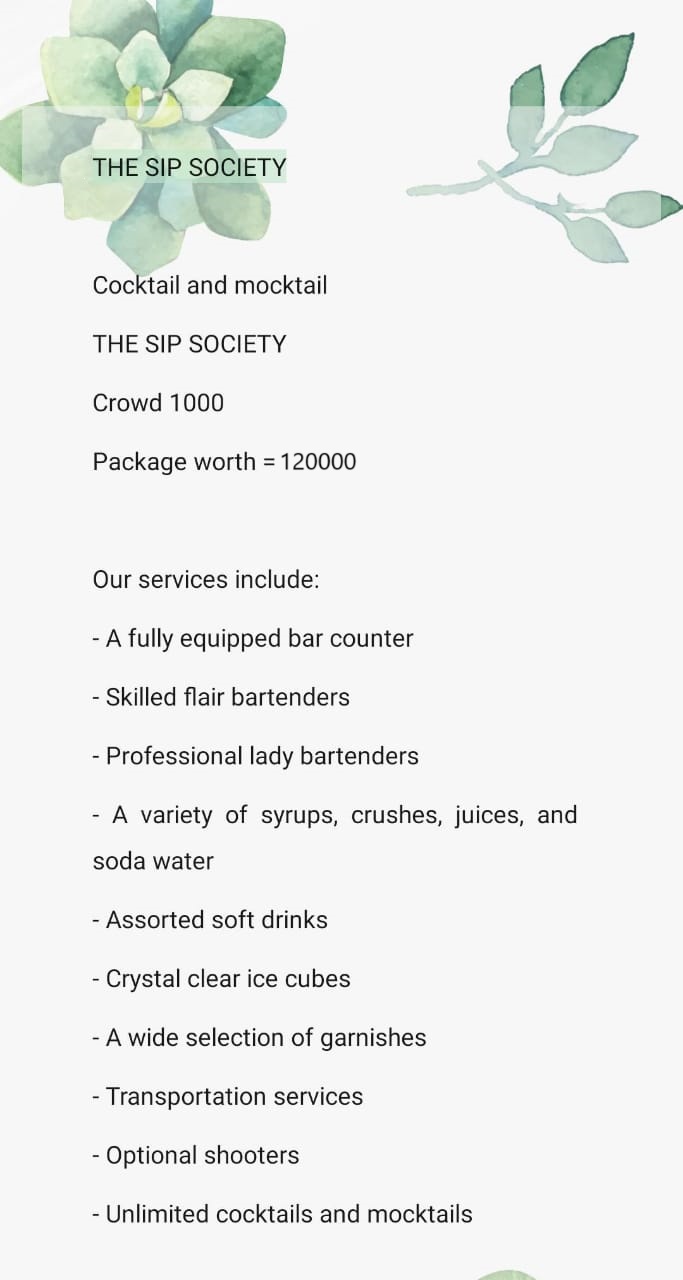 THE SIP SOCIETY
Cocktail and mocktail
THE SIP SOCIETY
Crowd 1000
Package worth = 120000
Our services include:
- A fully equipped bar counter
- Skilled flair bartenders
- Professional lady bartenders
- A variety of syrups, crushes, juices, and
soda water
- Assorted soft drinks
- Crystal clear ice cubes
- A wide selection of garnishes
- Transportation services
- Optional shooters
- Unlimited cocktails and mocktails